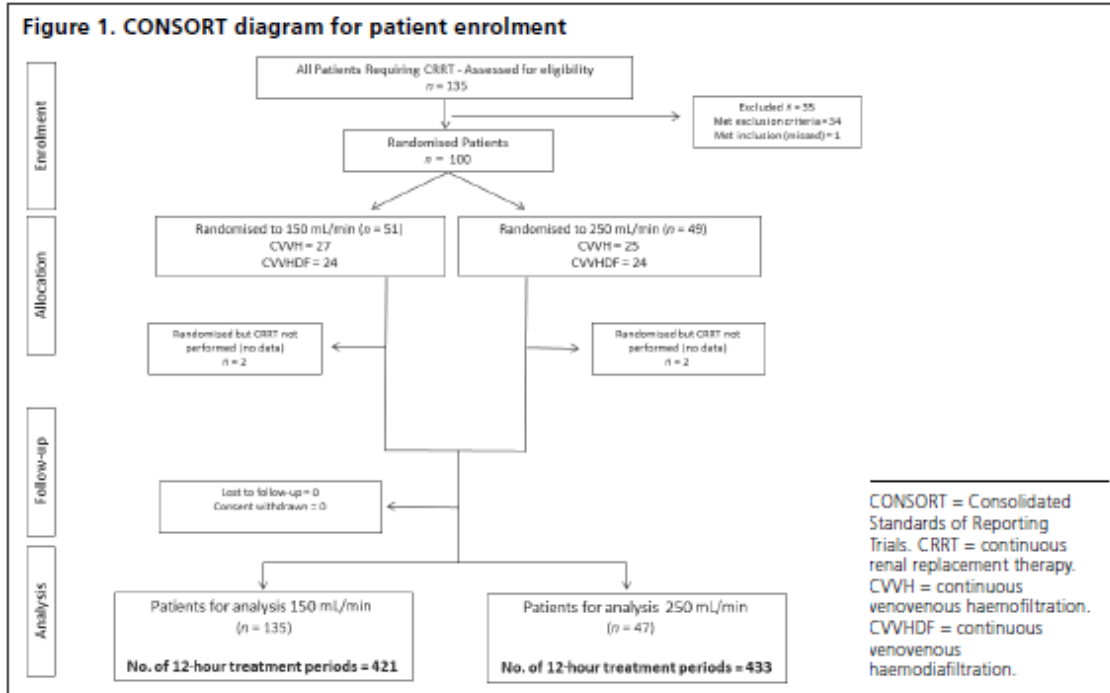 Figure 1. CONSORT diagram for patient enrolment
Enrolment
All Patients Requiring CRRT - Assessed for eligibility
n = 135
Excluded n = 35
Met exclusion criteria = 34
Met inclusion (missed) = 1
Randomised Patients
n = 100
Allocation
Randomised to 150 mL/min (n = 51)
CVVH = 27
CVVHDF = 24
Randomised to 250 mL/min (n = 49)
CVVH = 25
CVVHDF = 24
Randomised but CRRT not
performed (no data)
n = 2
Randomised but CRRT not
performed (no data)
n = 2
Follow-up
Lost to follow-up = 0
Consent withdrawn = 0
Analysis
Patients for analysis 150 mL/min
(n = 135)
No. of 12-hour treatment periods = 421
Patients for analysis 250 mL/min
(n = 47)
No. of 12-hour treatment periods = 433
CONSORT = Consolidated
Standards of Reporting
Trials. CRRT = continuous
renal replacement therapy.
CVVH = continuous
venovenous haemofiltration.
CVVHDF = continuous
venovenous
haemodiafiltration.